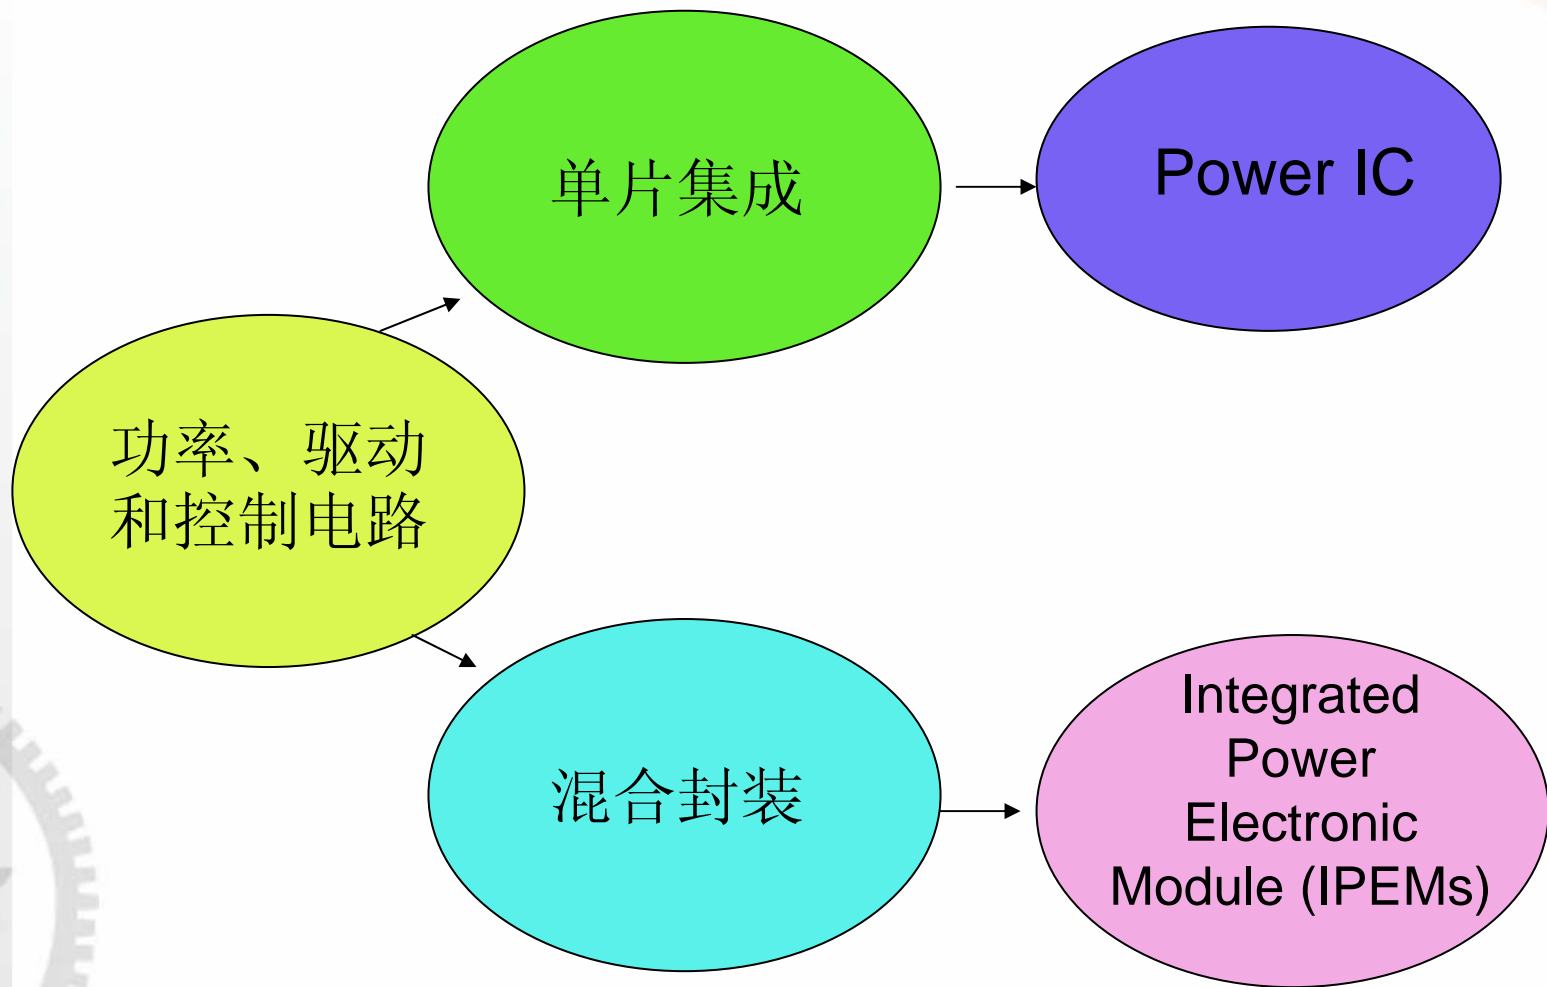 单片集成
Power IC
功率、驱动
和控制电路
混合封装
Integrated
Power
Electronic
Module (IPEMs)